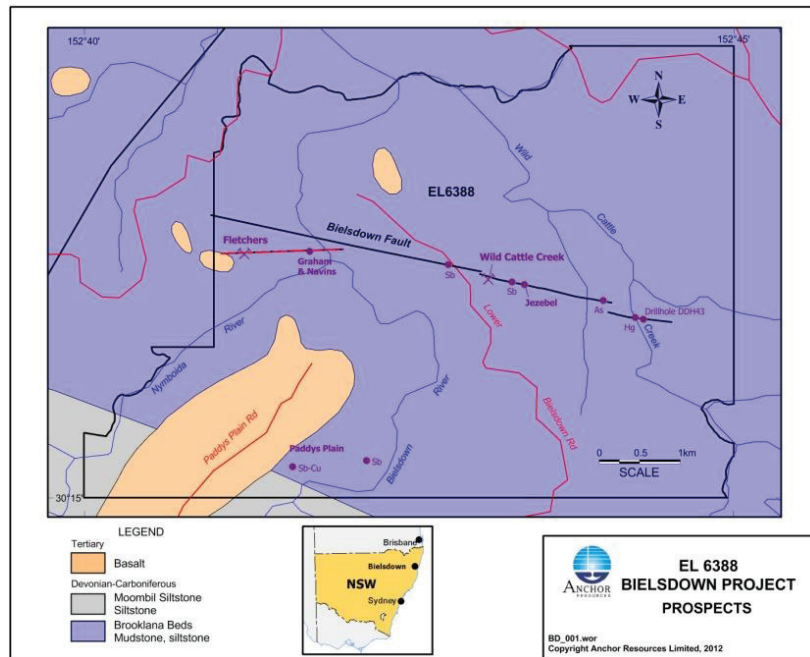 152°40'
152°45'
N
W E
S
Wild
EL6388
Cattle
Bielsdown Fault
Fletchers
Graham
& Navins
Wild Cattle Creek
Sb
Sb
Jezebel
As
Drillhole DDH43
Hg
Creek
Lower
River
Nymboida
River
Paddys Plain Rd
Bielsdown Rd
Paddys Plain
Sb
Sb-Cu
Bielsdown
0 0.5 1km
SCALE
30°15'
LEGEND
Tertiary
Basalt
Devonian-Carboniferous
Moombil Siltstone
Siltstone
Brooklana Beds
Mudstone, siltstone
Brisbane
Bielsdown
NSW
Sydney
ANCHOR
RESOURCES
EL 6388
BIELSDOWN PROJECT
PROSPECTS
BD_001.wor
Copyright Anchor Resources Limited, 2012